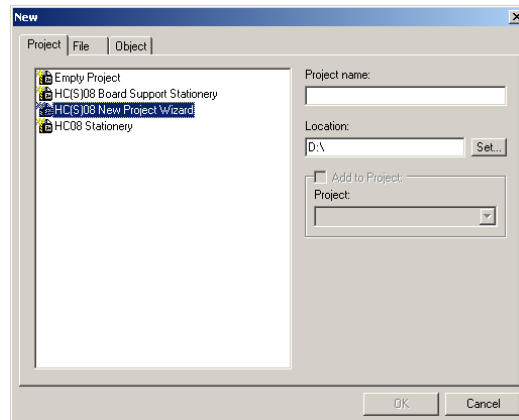 New
Project File Object
Empty Project
HC(S)08 Board Support Stationery
HC(S)08 New Project Wizard
HC08 Stationery
Project name:
Location:
D:\
Set...
Add to Project:
Project:
OK Cancel